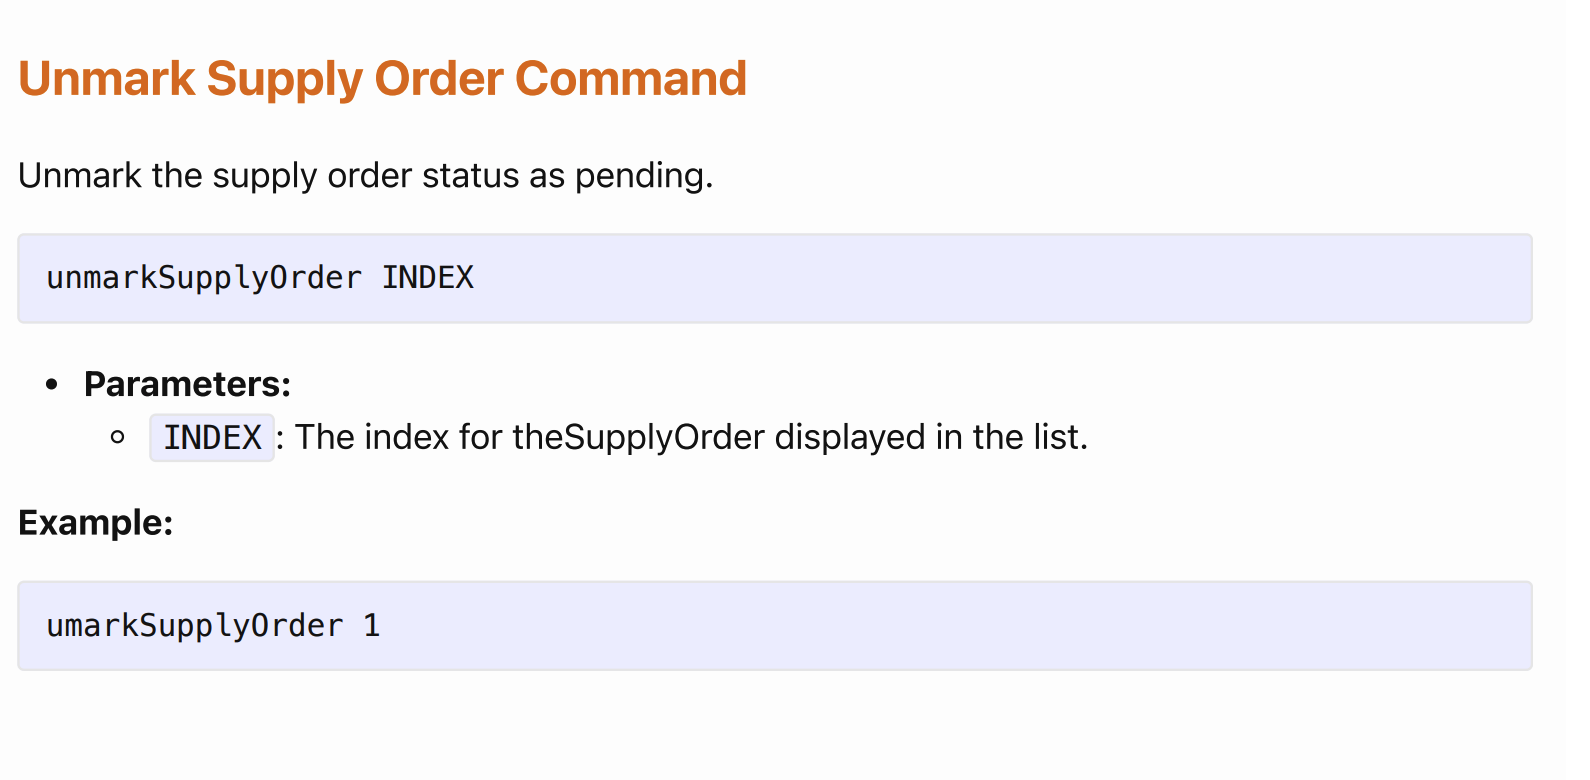 Unmark Supply Order Command
Unmark the supply order status as pending.
unmarkSupplyOrder INDEX
• Parameters:
○ INDEX: The index for theSupplyOrder displayed in the list.
Example:
umarkSupplyOrder 1